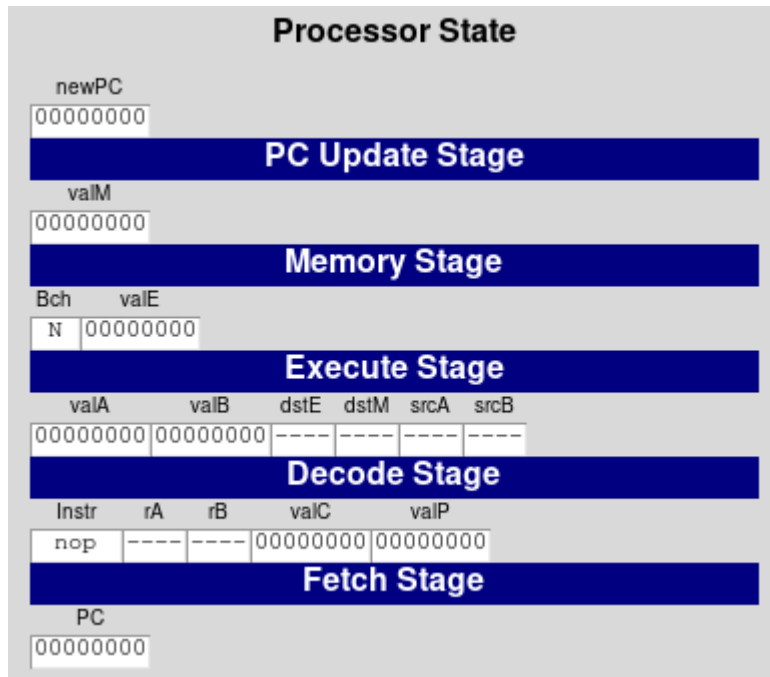 Processor State
newPC
00000000
PC Update Stage
valM
00000000
Memory Stage
Bch valE
N 00000000
Execute Stage
valA valB dstE dstM srcA srcB
00000000 00000000 ---- ---- ---- ----
Decode Stage
Instr rA rB valC valP
nop ---- ---- 00000000 00000000
Fetch Stage
PC
00000000